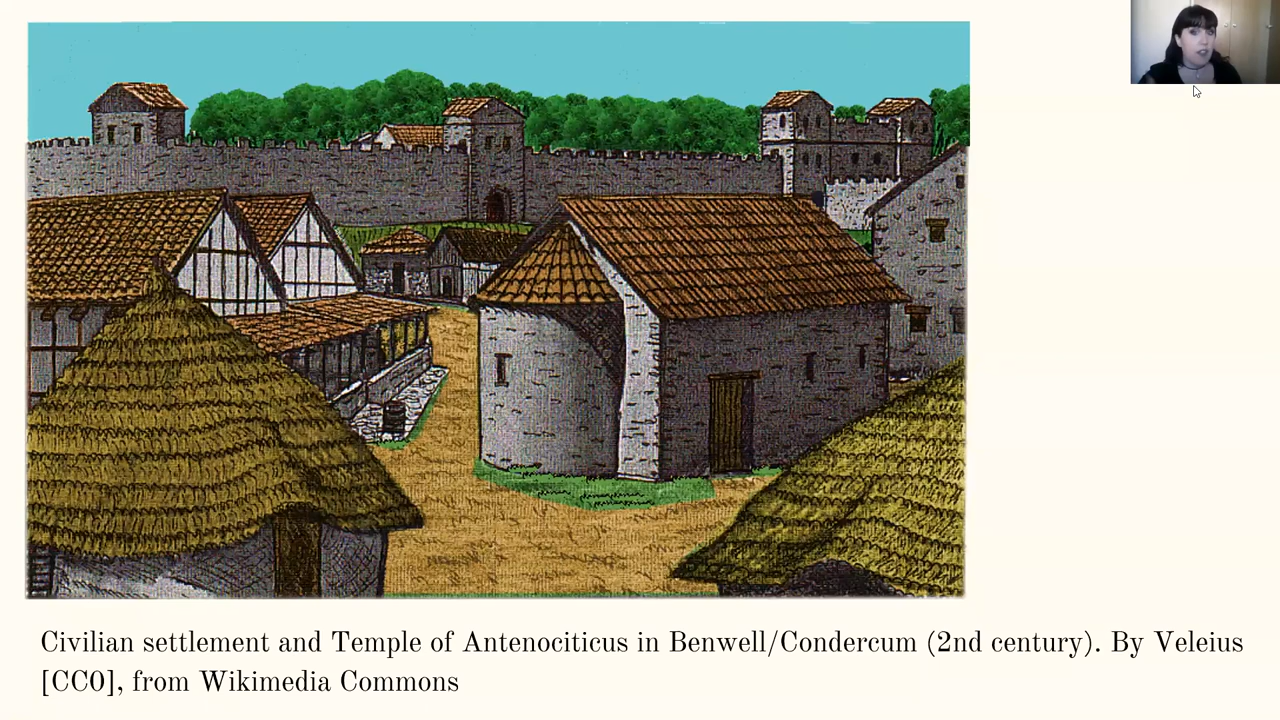 Civilian settlement and Temple of Antenociticus in Benwell/Condercum (2nd century). By Veleius
[CC0], from Wikimedia Commons